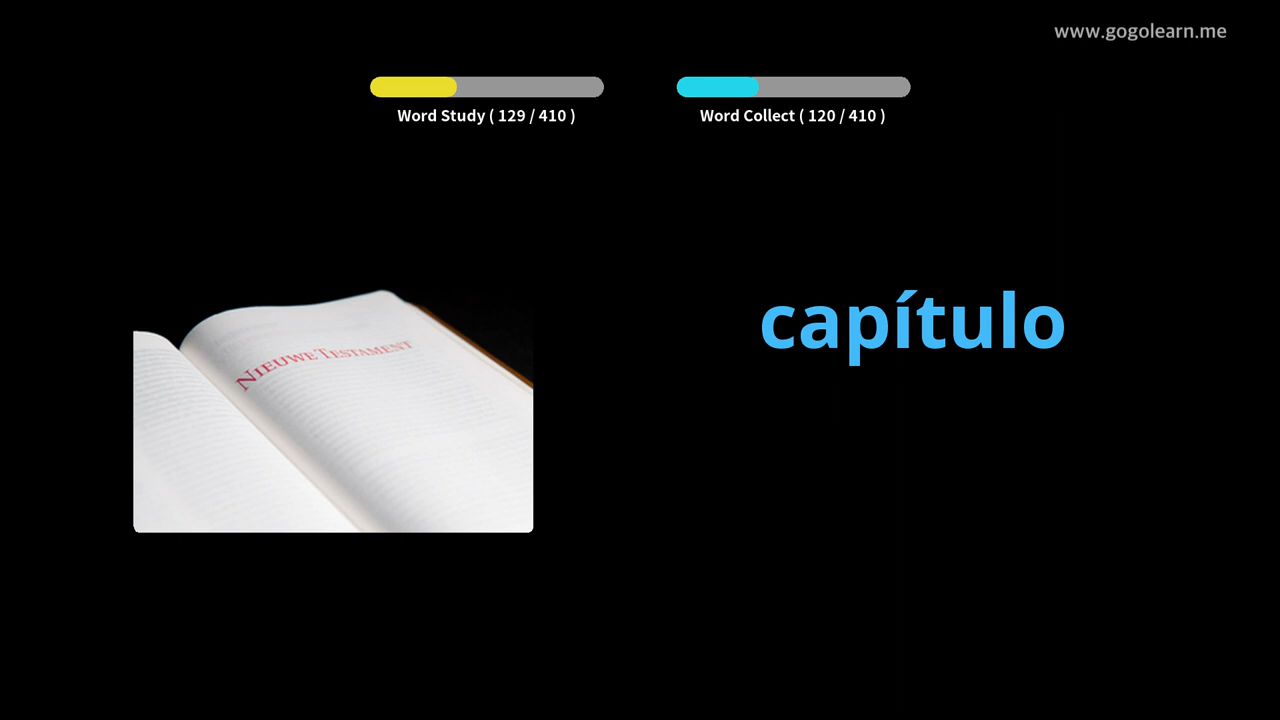 www.gogolearn.me
Word Study ( 129 / 410 )
Word Collect ( 120 / 410 )
NIEUWE TESTAMENT
capítulo